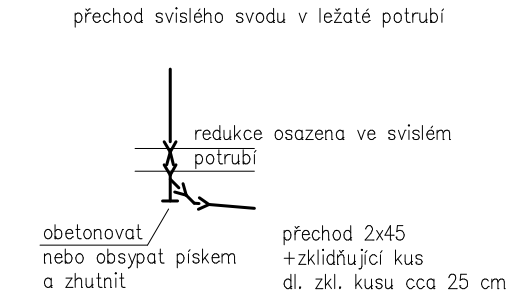 přechod svislého svodu v ležaté potrubí
redukce osazena ve svislém
potrubí
obetonovat
nebo obsypat pískem
a zhutnit
přechod 2x45
+zklidňující kus
dl. zkl. kusu cca 25 cm